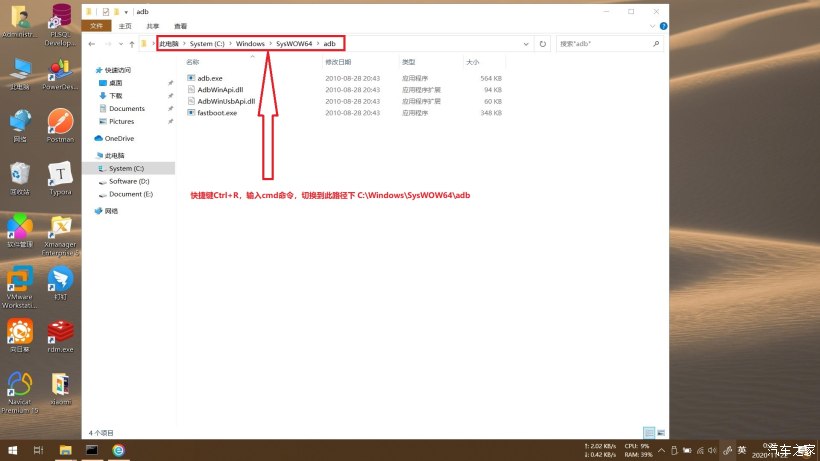 adb
文件 主页 共享 查看
此电脑 > System (C:) > Windows > SysWOW64 > adb
搜索"adb"
名称 修改日期 类型 大小
adb.exe 2010-08-28 20:43 应用程序 564 KB
AdbWinApi.dll 2010-08-28 20:43 应用程序扩展 94 KB
AdbWinUsbApi.dll 2010-08-28 20:43 应用程序扩展 60 KB
fastboot.exe 2010-08-28 20:43 应用程序 348 KB
快速访问
桌面
下载
Documents
Pictures
OneDrive
此电脑
System (C:)
Software (D:)
Document (E:)
网络
快捷键Ctrl+R，输入cmd命令，切换到此路径下 C:\Windows\SysWOW64\adb
4 个项目
Administr...
PLSQL Develop...
此电脑
PowerDes...
网络
Postman
回收站
Typora
软件管理
Xmanager Enterprise 5
VMware Workstati...
钉钉
向日葵
rdm.exe
Navicat Premium 15
xiaomi
↑: 2.02 KB/s CPU: 9%
↓: 0.42 KB/s RAM: 39%
英
汽车之家